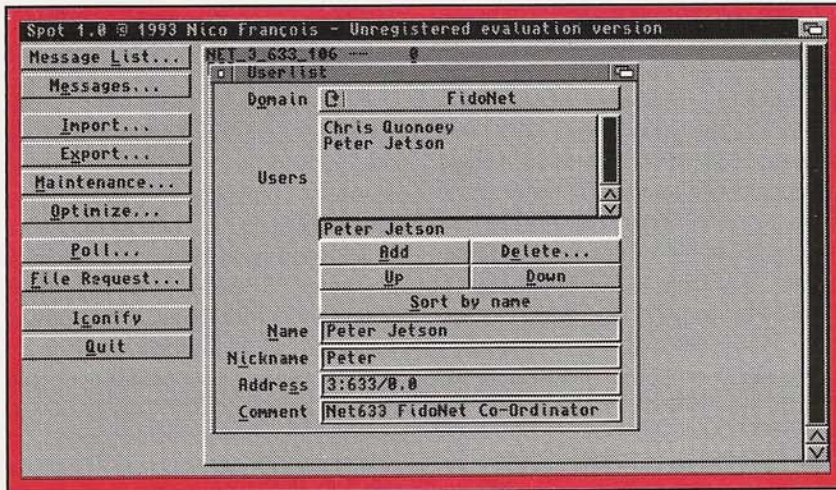 Spot 1.0 © 1993 Nico François - Unregistered evaluation version
Message List...
Messages...
Import...
Export...
Maintenance...
Optimize...
Poll...
File Request...
Iconify
Quit
NET_3_633_106 -- 0
Userlist
Domain FidoNet
Users
Chris Quonoey
Peter Jetson
Peter Jetson
Add Delete...
Up Down
Sort by name
Name Peter Jetson
Nickname Peter
Address 3:633/0.0
Comment Net633 FidoNet Co-Ordinator